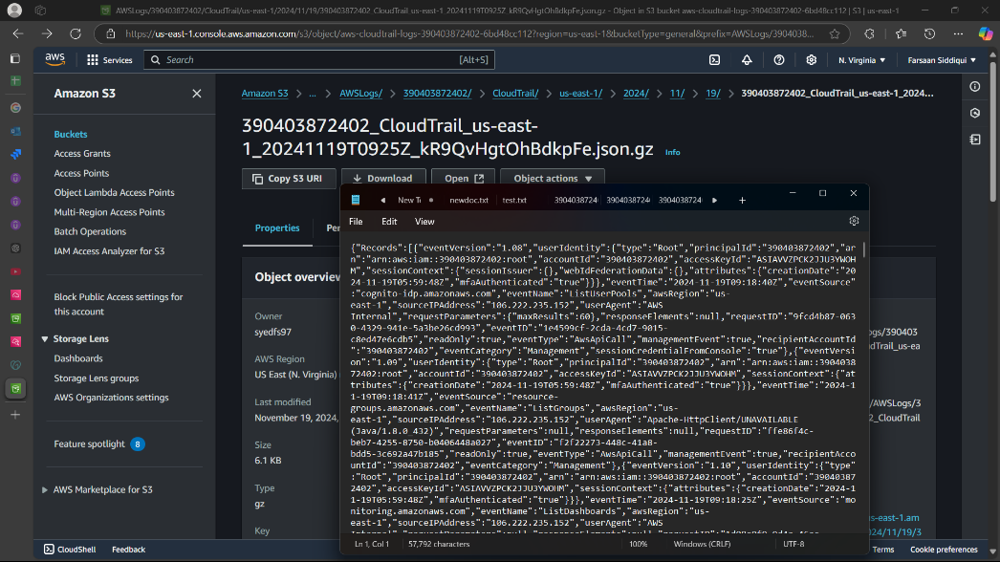 AWSLogs/390403872402/CloudTrail/us-east-1/2024/11/19/390403872402_CloudTrail_us-east-1_20241119T0925Z_kR9QvHgtOhBdkpFe.json.gz - Object in S3 bucket aws-cloudtrail-logs-390403872402-6bd48cc112 | S3 | us-east-1
https://us-east-1.console.aws.amazon.com/s3/object/aws-cloudtrail-logs-390403872402-6bd48cc112?region=us-east-1&bucketType=general&prefix=AWSLogs/3904038...
aws
Services
Search
[Alt+S]
N. Virginia
Farsaan Siddiqui
Amazon S3
Buckets
Access Grants
Access Points
Object Lambda Access Points
Multi-Region Access Points
Batch Operations
IAM Access Analyzer for S3
Block Public Access settings for
this account
Storage Lens
Dashboards
Storage Lens groups
AWS Organizations settings
Feature spotlight 8
AWS Marketplace for S3
Amazon S3 > ... > AWSLogs/ > 390403872402/ > CloudTrail/ > us-east-1/ > 2024/ > 11/ > 19/ > 390403872402_CloudTrail_us-east-1_2024...
390403872402_CloudTrail_us-east-
1_20241119T0925Z_kR9QvHgtOhBdkpFe.json.gz Info
Copy S3 URI
Download
Open
Object actions
Properties
Per
Object overview
Owner
syedfs97
AWS Region
US East (N. Virginia)
Last modified
November 19, 2024,
Size
6.1 KB
Type
gz
Key
New Te
newdoc.txt
test.txt
390403872
390403872
390403872
File
Edit
View
{"Records":[{"eventVersion":"1.08","userIdentity":{"type":"Root","principalId":"390403872402","ar
n":"arn:aws:iam::390403872402:root","accountId":"390403872402","accessKeyId":"ASIAVVZPCK2JJU3YWOH
M","sessionContext":{"sessionIssuer":{},"webIdFederationData":{},"attributes":{"creationDate":"20
24-11-19T05:59:48Z","mfaAuthenticated":"true"}}},"eventTime":"2024-11-19T09:18:40Z","eventSource"
:"cognito-idp.amazonaws.com","eventName":"ListUserPools","awsRegion":"us-
east-1","sourceIPAddress":"106.222.235.152","userAgent":"AWS
Internal","requestParameters":{"maxResults":60},"responseElements":null,"requestID":"9fcd4b87-063
0-4329-941e-5a3be26cd993","eventID":"1e4599cf-2cda-4cd7-9015-
c8ed47e6cdb5","readOnly":true,"eventType":"AwsApiCall","managementEvent":true,"recipientAccountId
":"390403872402","eventCategory":"Management","sessionCredentialFromConsole":"true"},{"eventVersi
on":"1.09","userIdentity":{"type":"Root","principalId":"390403872402","arn":"arn:aws:iam::3904038
72402:root","accountId":"390403872402","accessKeyId":"ASIAVVZPCK2JJU3YWOHM","sessionContext":{"at
tributes":{"creationDate":"2024-11-19T05:59:48Z","mfaAuthenticated":"true"}}},"eventTime":"2024-1
1-19T09:18:41Z","eventSource":"resource-
groups.amazonaws.com","eventName":"ListGroups","awsRegion":"us-
east-1","sourceIPAddress":"106.222.235.152","userAgent":"Apache-HttpClient/UNAVAILABLE
(Java/1.8.0_432)","requestParameters":null,"responseElements":null,"requestID":"ffe86f4c-
beb7-4255-8750-b0406448a027","eventID":"f2f22273-448c-41a8-
bdd5-3c692a47b185","readOnly":true,"eventType":"AwsApiCall","managementEvent":true,"recipientAcco
untId":"390403872402","eventCategory":"Management"},{"eventVersion":"1.10","userIdentity":{"type"
:"Root","principalId":"390403872402","arn":"arn:aws:iam::390403872402:root","accountId":"39040387
2402","accessKeyId":"ASIAVVZPCK2JJU3YWOHM","sessionContext":{"attributes":{"creationDate":"2024-1
1-19T05:59:48Z","mfaAuthenticated":"true"}}},"eventTime":"2024-11-19T09:18:25Z","eventSource":"mo
nitoring.amazonaws.com","eventName":"ListDashboards","awsRegion":"us-
east-1","sourceIPAddress":"106.222.235.152","userAgent":"AWS
Ln 1, Col 1
57,792 characters
100%
Windows (CRLF)
UTF-8
ogs/390403
dTrail_us-ea
/AWSLogs/3
2_CloudTrail
s-east-1.am
024/11/19/3
CloudShell
Feedback
Terms
Cookie preferences